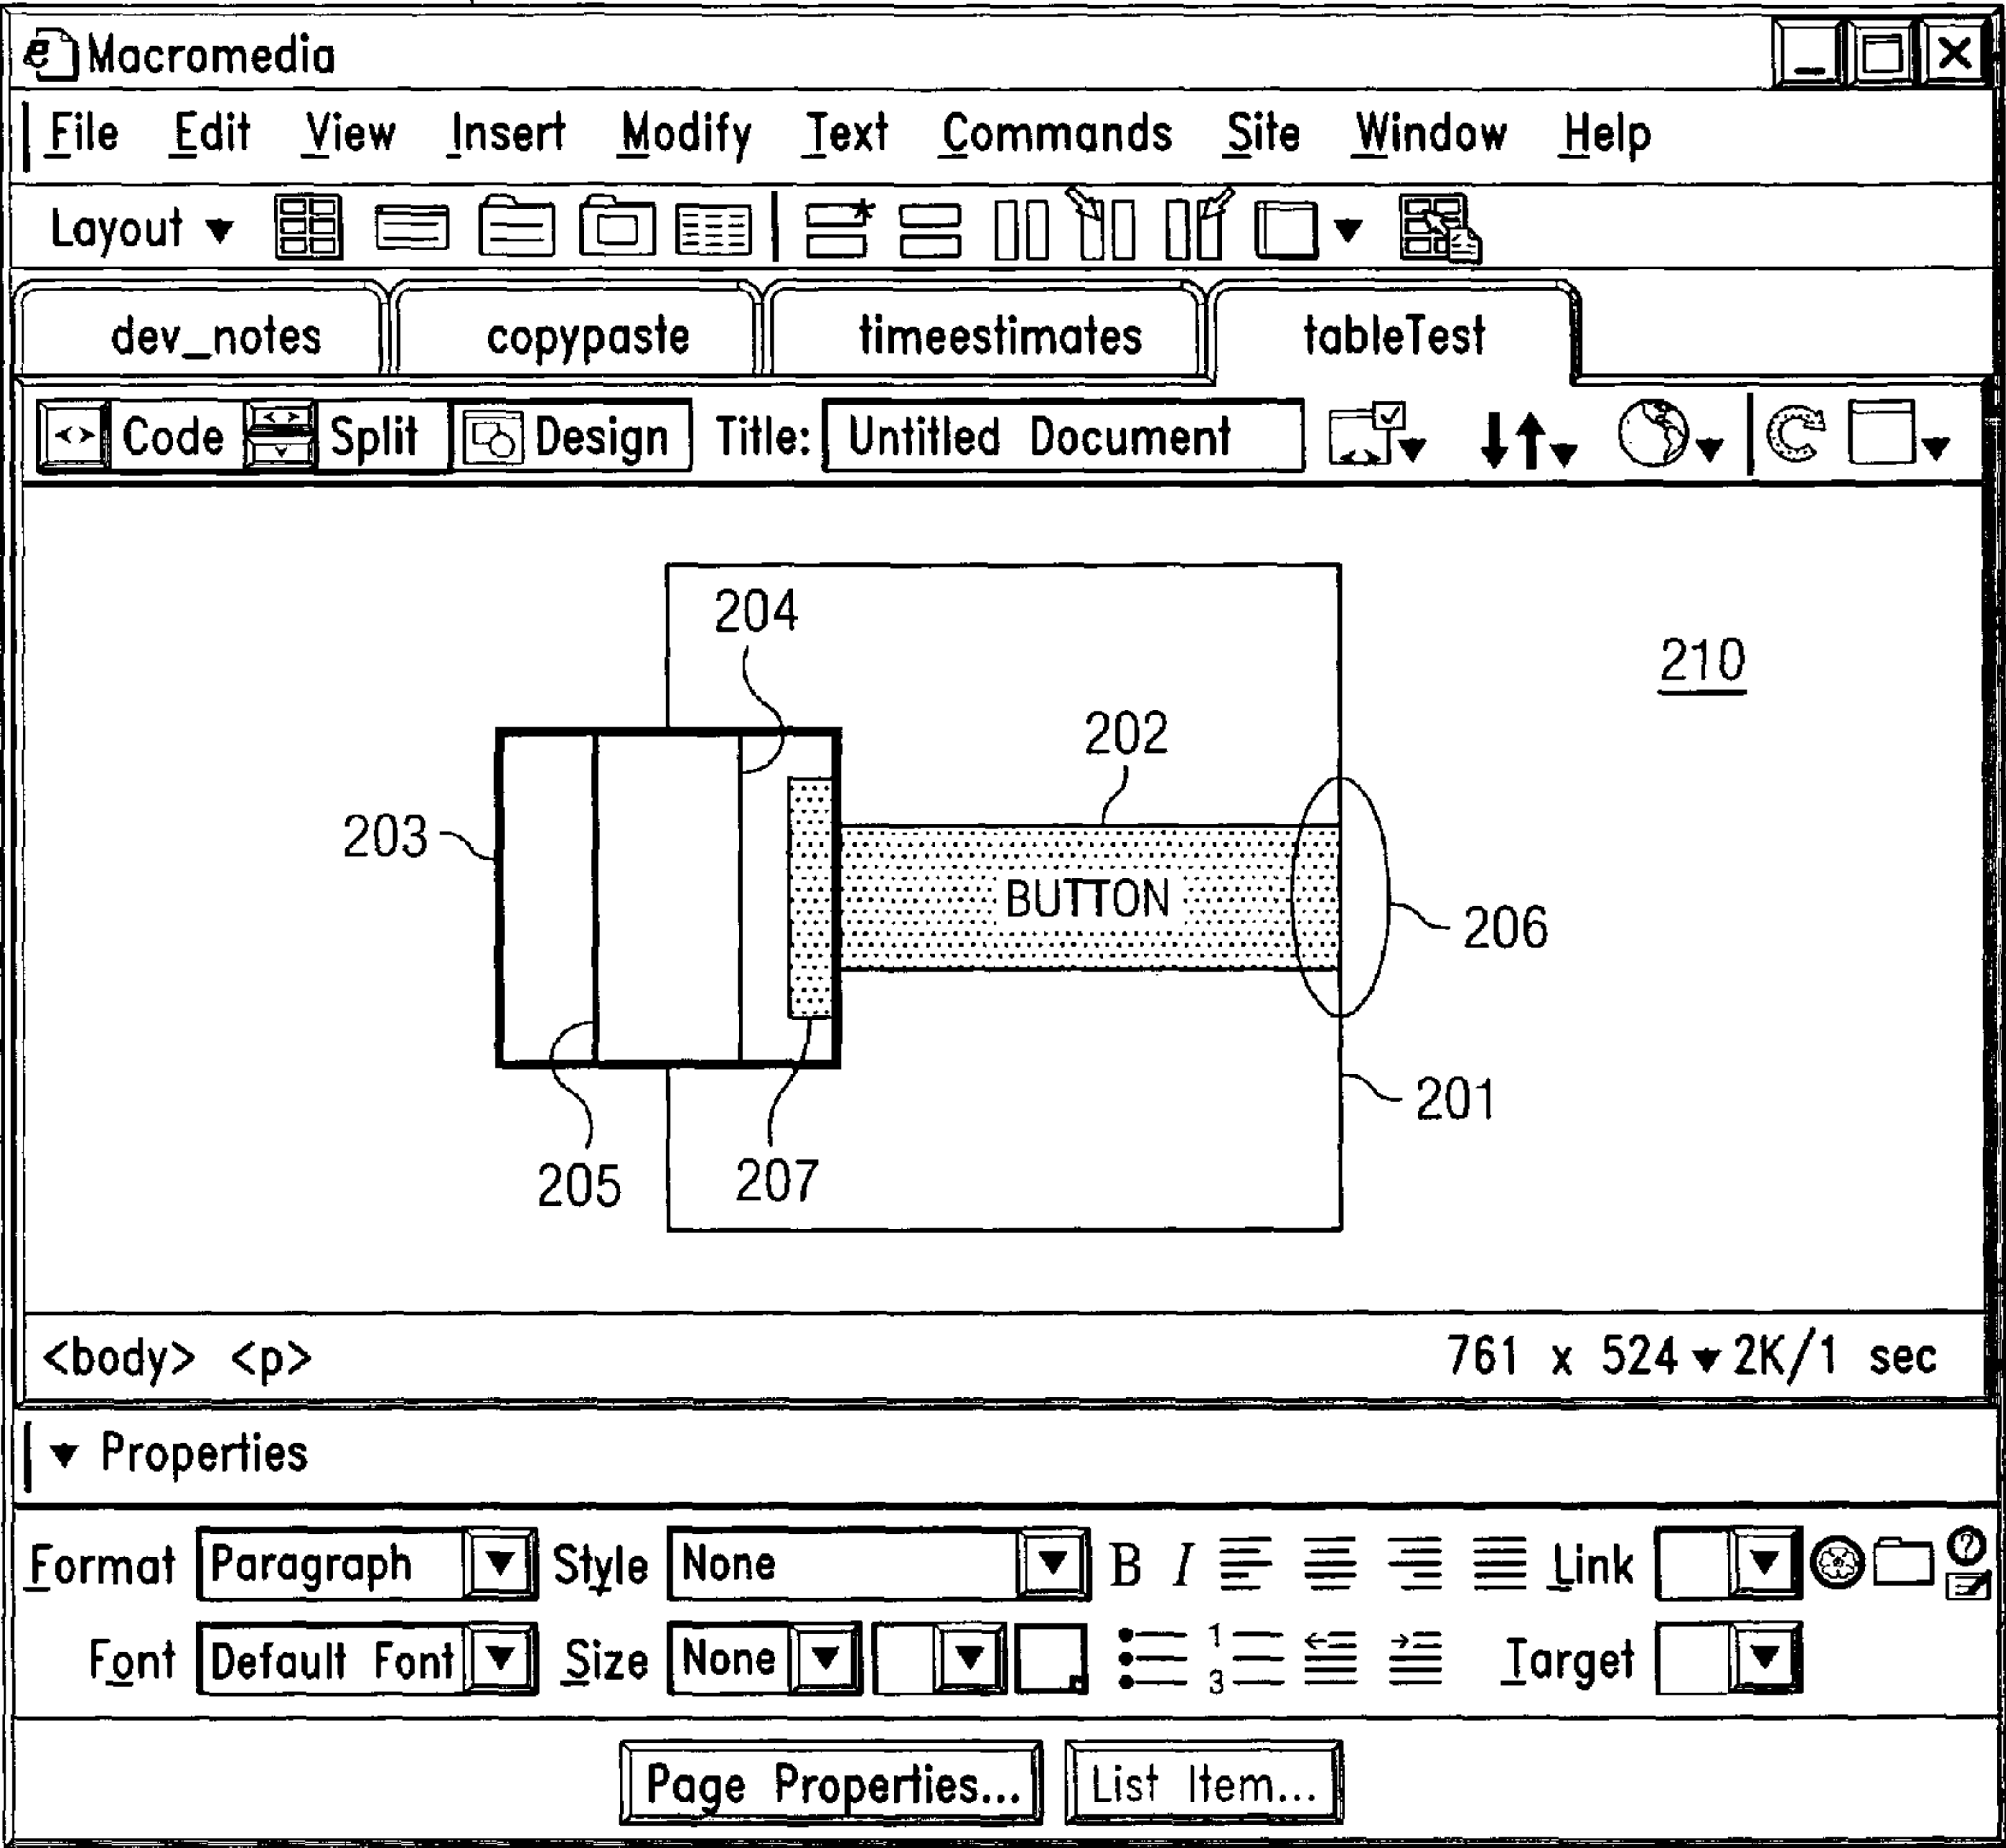 Macromedia
File Edit View Insert Modify Text Commands Site Window Help
Layout
dev_notes copypaste timeestimates tableTest
Code Split Design Title: Untitled Document
204
210
202
203
BUTTON
206
201
205 207
<body> <p> 761 x 524 2K/1 sec
Properties
Format Paragraph Style None B I Link
Font Default Font Size None 1 3 Target
Page Properties... List Item...